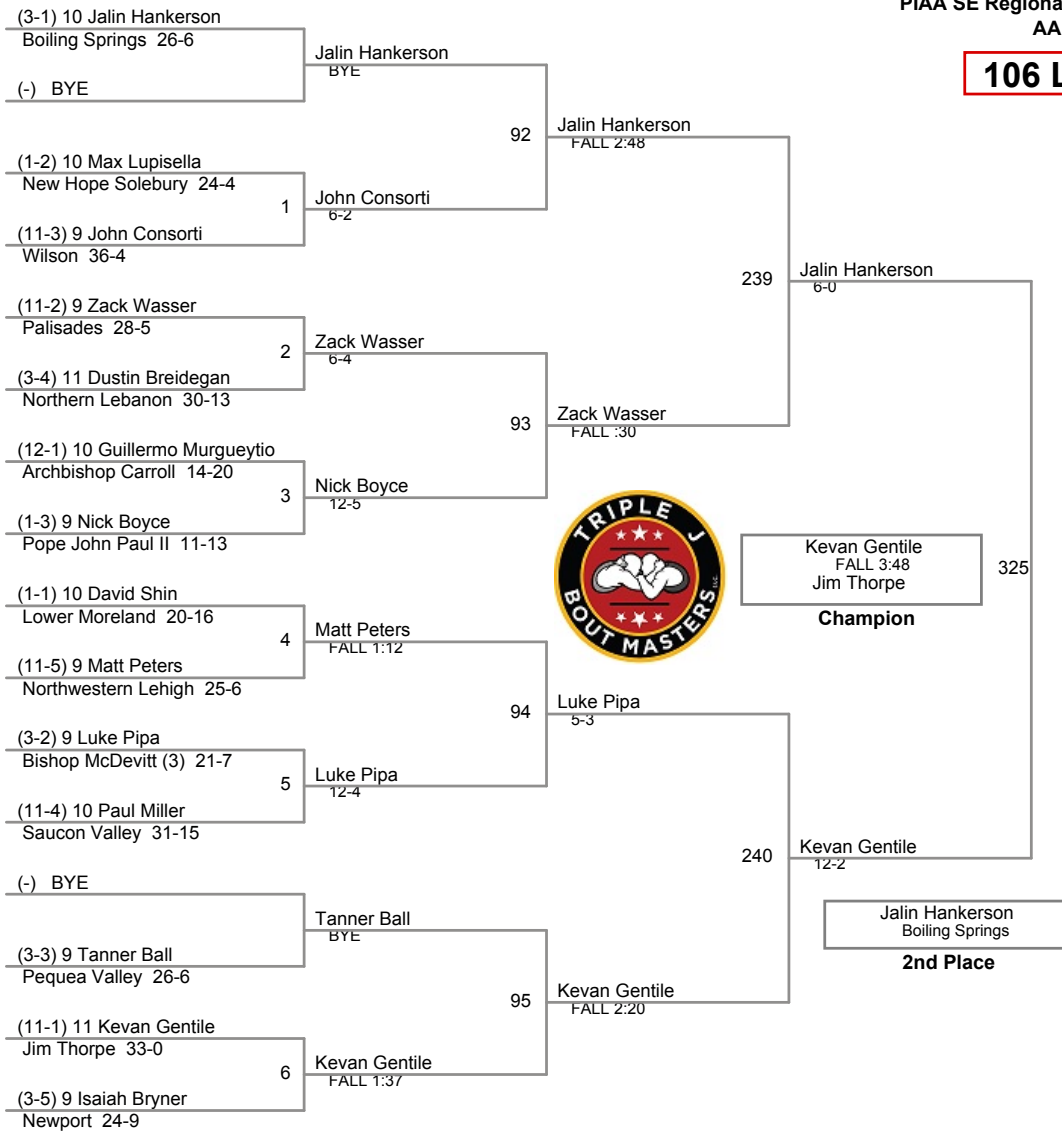 PIAA SE Regiona
AA
106 L
(3-1) 10 Jalin Hankerson
Boiling Springs 26-6
(-) BYE
Jalin Hankerson
BYE
(1-2) 10 Max Lupisella
New Hope Solebury 24-4
1
(11-3) 9 John Consorti
Wilson 36-4
John Consorti
6-2
92
Jalin Hankerson
FALL 2:48
(11-2) 9 Zack Wasser
Palisades 28-5
2
(3-4) 11 Dustin Breidegan
Northern Lebanon 30-13
Zack Wasser
6-4
(12-1) 10 Guillermo Murgueytio
Archbishop Carroll 14-20
3
(1-3) 9 Nick Boyce
Pope John Paul II 11-13
Nick Boyce
12-5
93
Zack Wasser
FALL :30
239
Jalin Hankerson
6-0
(1-1) 10 David Shin
Lower Moreland 20-16
4
(11-5) 9 Matt Peters
Northwestern Lehigh 25-6
Matt Peters
FALL 1:12
(3-2) 9 Luke Pipa
Bishop McDevitt (3) 21-7
5
(11-4) 10 Paul Miller
Saucon Valley 31-15
Luke Pipa
12-4
94
Luke Pipa
5-3
(-) BYE
(3-3) 9 Tanner Ball
Pequea Valley 26-6
Tanner Ball
BYE
(11-1) 11 Kevan Gentile
Jim Thorpe 33-0
6
(3-5) 9 Isaiah Bryner
Newport 24-9
Kevan Gentile
FALL 1:37
95
Kevan Gentile
FALL 2:20
240
Kevan Gentile
12-2
325
TRIPLE J
BOUT MASTERS
Kevan Gentile
FALL 3:48
Jim Thorpe
Champion
Jalin Hankerson
Boiling Springs
2nd Place